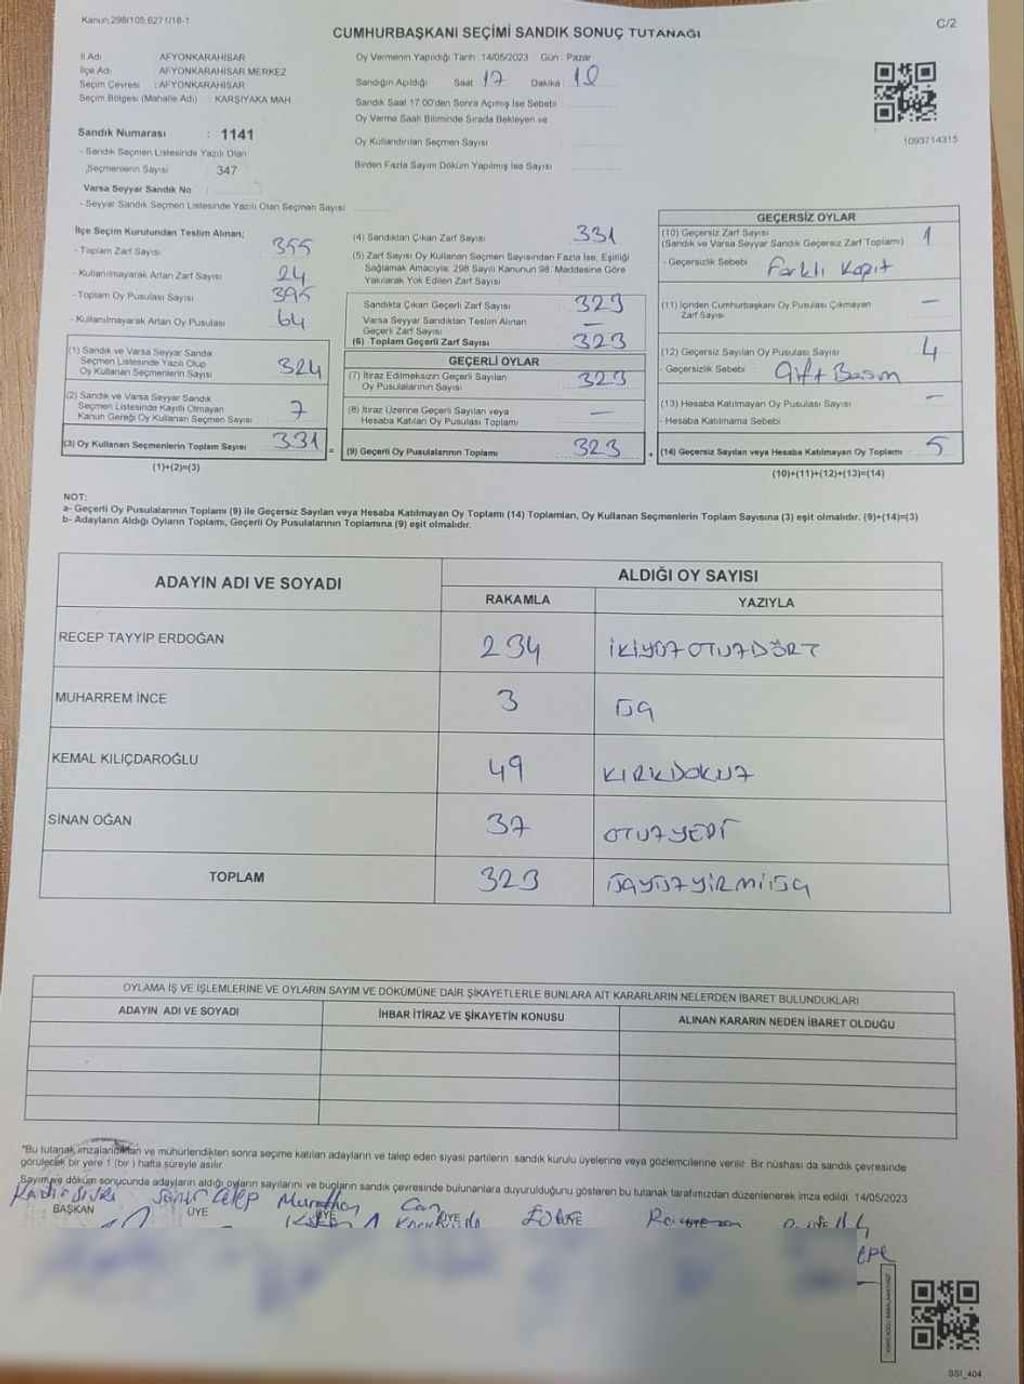 Kanun:298/105,6271/18-1
C/2
CUMHURBAŞKANI SEÇİMİ SANDIK SONUÇ TUTANAĞI
İl Adı : AFYONKARAHİSAR
İlçe Adı : AFYONKARAHİSAR MERKEZ
Seçim Çevresi : AFYONKARAHİSAR
Seçim Bölgesi (Mahalle Adı) : KARŞIYAKA MAH.
Sandık Numarası : 1141
- Sandık Seçmen Listesinde Yazılı Olan
Seçmenlerin Sayısı 347
Varsa Seyyar Sandık No
- Seyyar Sandık Seçmen Listesinde Yazılı Olan Seçmen Sayısı
Oy Vermenin Yapıldığı Tarih : 14/05/2023 Gün : Pazar
Sandığın Açıldığı Saat 17 Dakika
Sandık Saat 17.00'den Sonra Açmış İse Sebebi
Oy Verme Saati Bitiminde Sırada Bekleyen ve
Oy Kullandırılan Seçmen Sayısı
Birden Fazla Sayım Döküm Yapılmış İse Sayısı
1093714315
İlçe Seçim Kurulundan Teslim Alınan;
- Toplam Zarf Sayısı 355
- Kullanılmayarak Artan Zarf Sayısı 24
- Toplam Oy Pusulası Sayısı 395
- Kullanılmayarak Artan Oy Pusulası 64
(1) Sandık ve Varsa Seyyar Sandık
Seçmen Listesinde Yazılı Olup
Oy Kullanan Seçmenlerin Sayısı 324
(2) Sandık ve Varsa Seyyar Sandık
Seçmen Listesinde Kayıtlı Olmayan
Kanun Gereği Oy Kullanan Seçmen Sayısı 7
(3) Oy Kullanan Seçmenlerin Toplam Sayısı 331
(1)+(2)=(3)
(4) Sandıktan Çıkan Zarf Sayısı 331
(5) Zarf Sayısı Oy Kullanan Seçmen Sayısından Fazla İse, Eşitliği
Sağlamak Amacıyla; 298 Sayılı Kanunun 98. Maddesine Göre
Yakılarak Yok Edilen Zarf Sayısı
Sandıkta Çıkan Geçerli Zarf Sayısı 323
Varsa Seyyar Sandıktan Teslim Alınan
Geçerli Zarf Sayısı —
(6) Toplam Geçerli Zarf Sayısı 323
GEÇERLİ OYLAR
(7) İtiraz Edilmeksizin Geçerli Sayılan
Oy Pusulalarının Sayısı 323
(8) İtiraz Üzerine Geçerli Sayılan veya
Hesaba Katılan Oy Pusulası Toplamı —
= (9) Geçerli Oy Pusulalarının Toplamı 323
GEÇERSİZ OYLAR
(10) Geçersiz Zarf Sayısı
(Sandık ve Varsa Seyyar Sandık Geçersiz Zarf Toplamı) 1
- Geçersizlik Sebebi Farklı
(11) İçinden Cumhurbaşkanı Oy Pusulası Çıkmayan
Zarf Sayısı —
(12) Geçersiz Sayılan Oy Pusulası Sayısı 4
- Geçersizlik Sebebi
(13) Hesaba Katılmayan Oy Pusulası Sayısı —
- Hesaba Katılmama Sebebi
+ (14) Geçersiz Sayılan veya Hesaba Katılmayan Oy Toplamı 5
(10)+(11)+(12)+(13)=(14)
NOT:
a- Geçerli Oy Pusulalarının Toplamı (9) ile Geçersiz Sayılan veya Hesaba Katılmayan Oy Toplamı (14) Toplamları, Oy Kullanan Seçmenlerin Toplam Sayısına (3) eşit olmalıdır. (9)+(14)=(3)
b- Adayların Aldığı Oyların Toplamı, Geçerli Oy Pusulalarının Toplamına (9) eşit olmalıdır.
ADAYIN ADI VE SOYADI
ALDIĞI OY SAYISI
RAKAMLA YAZIYLA
RECEP TAYYİP ERDOĞAN 234 İKİYÜZOTUZDÖRT
MUHARREM İNCE 3 ÜÇ
KEMAL KILIÇDAROĞLU 49 KIRKDOKUZ
SİNAN OĞAN 37 OTUZYEDİ
TOPLAM 323 ÜÇYÜZYİRMİÜÇ
OYLAMA İŞ VE İŞLEMLERİNE VE OYLARIN SAYIM VE DÖKÜMÜNE DAİR ŞİKAYETLERLE BUNLARA AİT KARARLARIN NELERDEN İBARET BULUNDUKLARI
ADAYIN ADI VE SOYADI İHBAR İTİRAZ VE ŞİKAYETİN KONUSU ALINAN KARARIN NEDEN İBARET OLDUĞU
*Bu tutanak imzalandıktan ve mühürlendikten sonra seçime katılan adayların ve talep eden siyasi partilerin sandık kurulu üyelerine veya gözlemcilerine verilir. Bir nüshası da sandık çevresinde
görülecek bir yere 1 (bir ) hafta süreyle asılır.
Sayım ve döküm sonucunda adayların aldığı oyların sayılarını ve bunların sandık çevresinde bulunanlara duyurulduğunu gösteren bu tutanak tarafımızdan düzenlenerek imza edildi. 14/05/2023
BAŞKAN ÜYE ÜYE ÜYE ÜYE
SSI_404